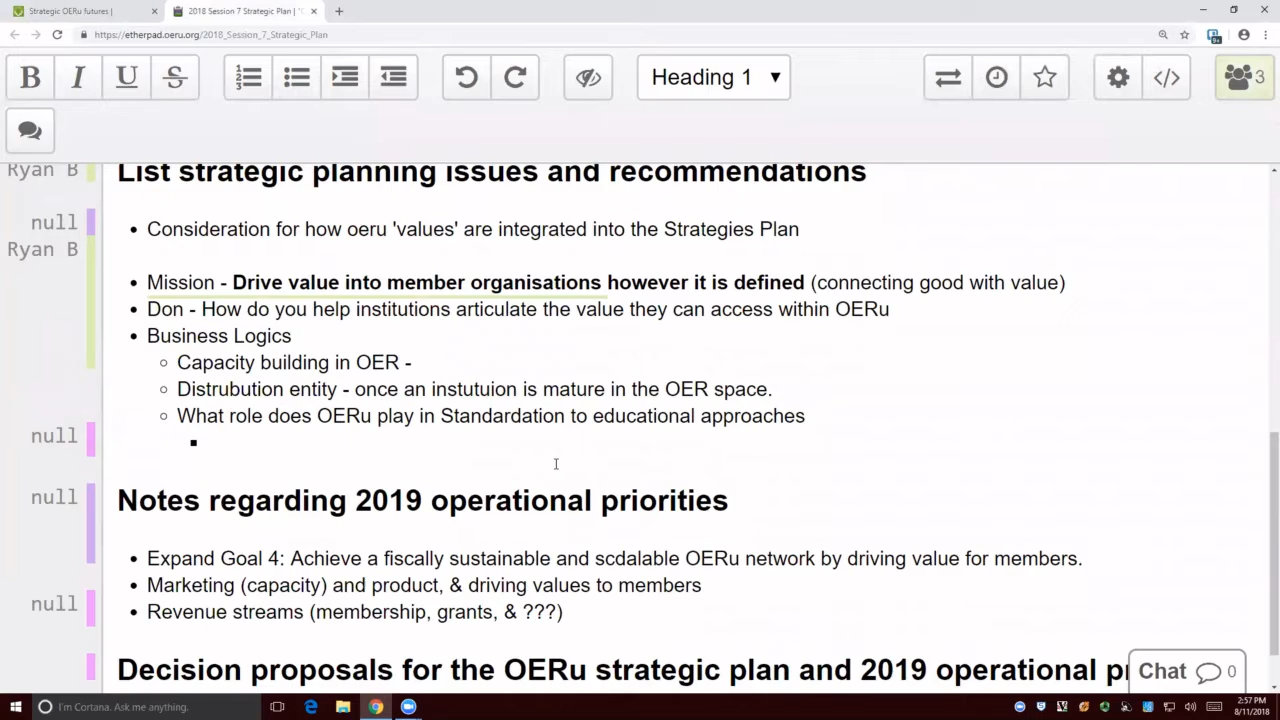 Strategic OERu futures |
2018 Session 7 Strategic Plan | "C
https://etherpad.oeru.org/2018_Session_7_Strategic_Plan
B I U S Heading 1 ▼ 3
Ryan B
List strategic planning issues and recommendations
null
• Consideration for how oeru 'values' are integrated into the Strategies Plan
Ryan B
• Mission - Drive value into member organisations however it is defined (connecting good with value)
• Don - How do you help institutions articulate the value they can access within OERu
• Business Logics
◦ Capacity building in OER -
◦ Distrubution entity - once an instutuion is mature in the OER space.
◦ What role does OERu play in Standardation to educational approaches
null
▪
null
Notes regarding 2019 operational priorities
• Expand Goal 4: Achieve a fiscally sustainable and scdalable OERu network by driving value for members.
• Marketing (capacity) and product, & driving values to members
null
• Revenue streams (membership, grants, & ???)
Decision proposals for the OERu strategic plan and 2019 operational pr
Chat 0
I'm Cortana. Ask me anything.
2:57 PM
8/11/2018